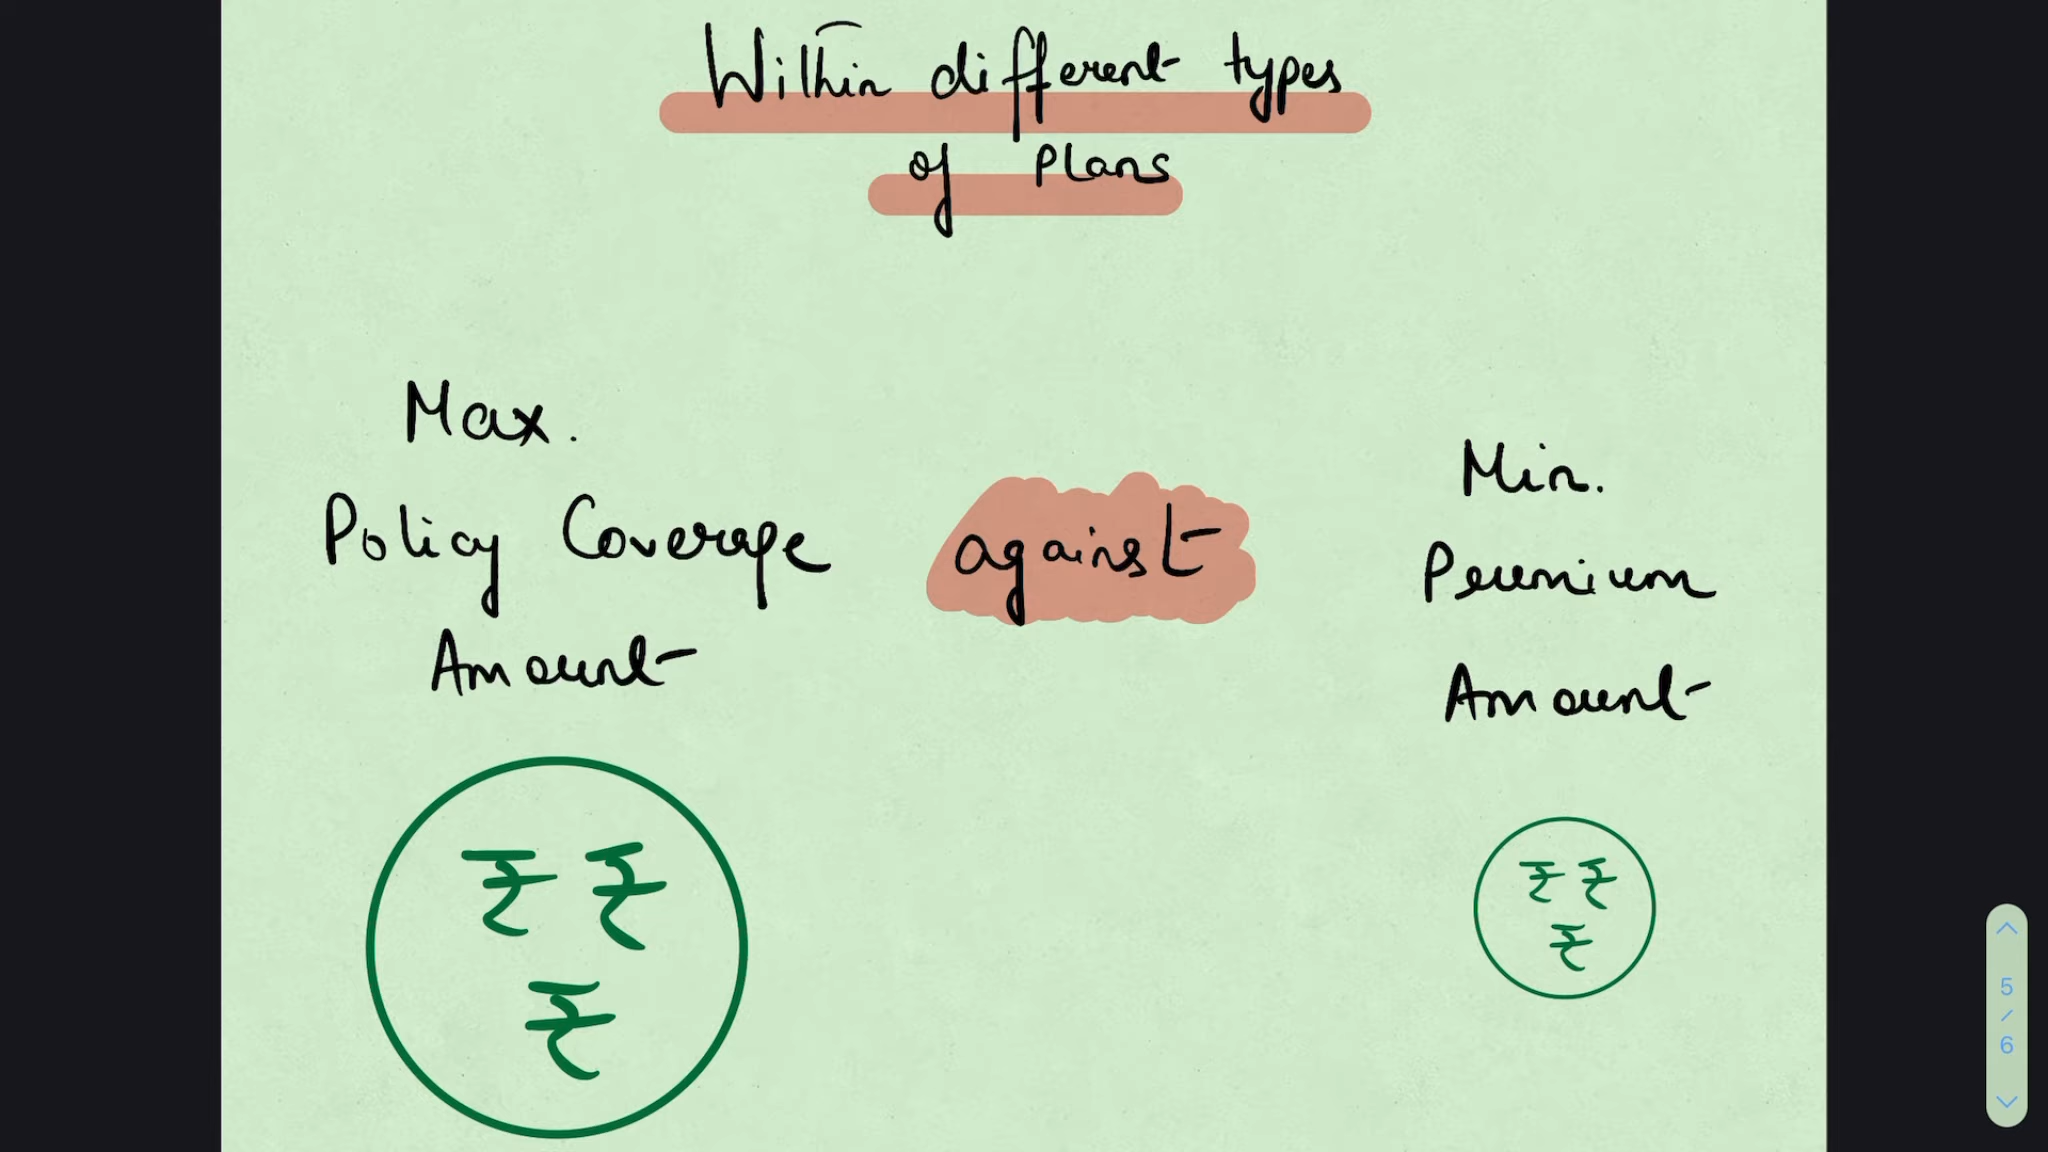 Within different types
of Plans
Max.
Policy Coverage
Amount
against
Min.
Premium
Amount
₹ ₹
₹
₹ ₹
₹
5
/
6